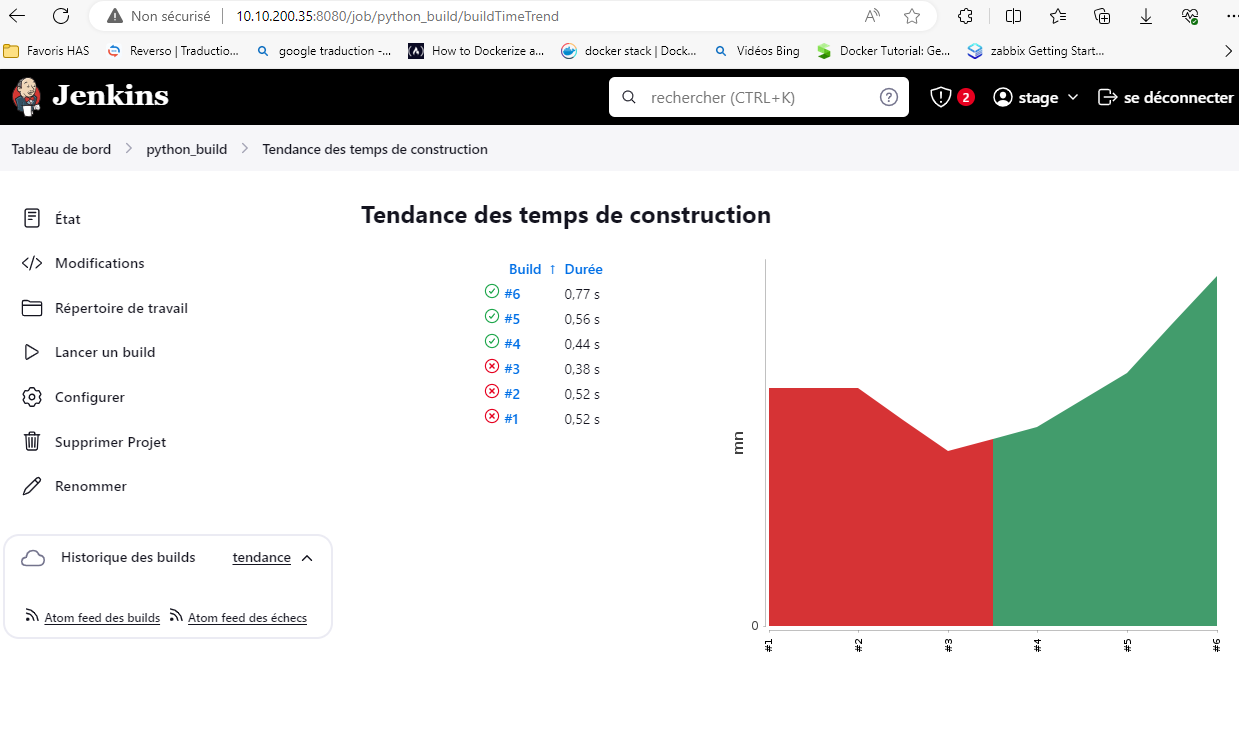 Non sécurisé 10.10.200.35:8080/job/python_build/buildTimeTrend
Favoris HAS Reverso | Traductio... google traduction -... How to Dockerize a... docker stack | Dock... Vidéos Bing Docker Tutorial: Ge... zabbix Getting Start...
Jenkins rechercher (CTRL+K) 2 stage se déconnecter
Tableau de bord python_build Tendance des temps de construction
État
Modifications
Répertoire de travail
Lancer un build
Configurer
Supprimer Projet
Renommer
Historique des builds tendance
Atom feed des builds Atom feed des échecs
Tendance des temps de construction
Build ↑ Durée
#6 0,77 s
#5 0,56 s
#4 0,44 s
#3 0,38 s
#2 0,52 s
#1 0,52 s
mn
0
#1 #2 #3 #4 #5 #6